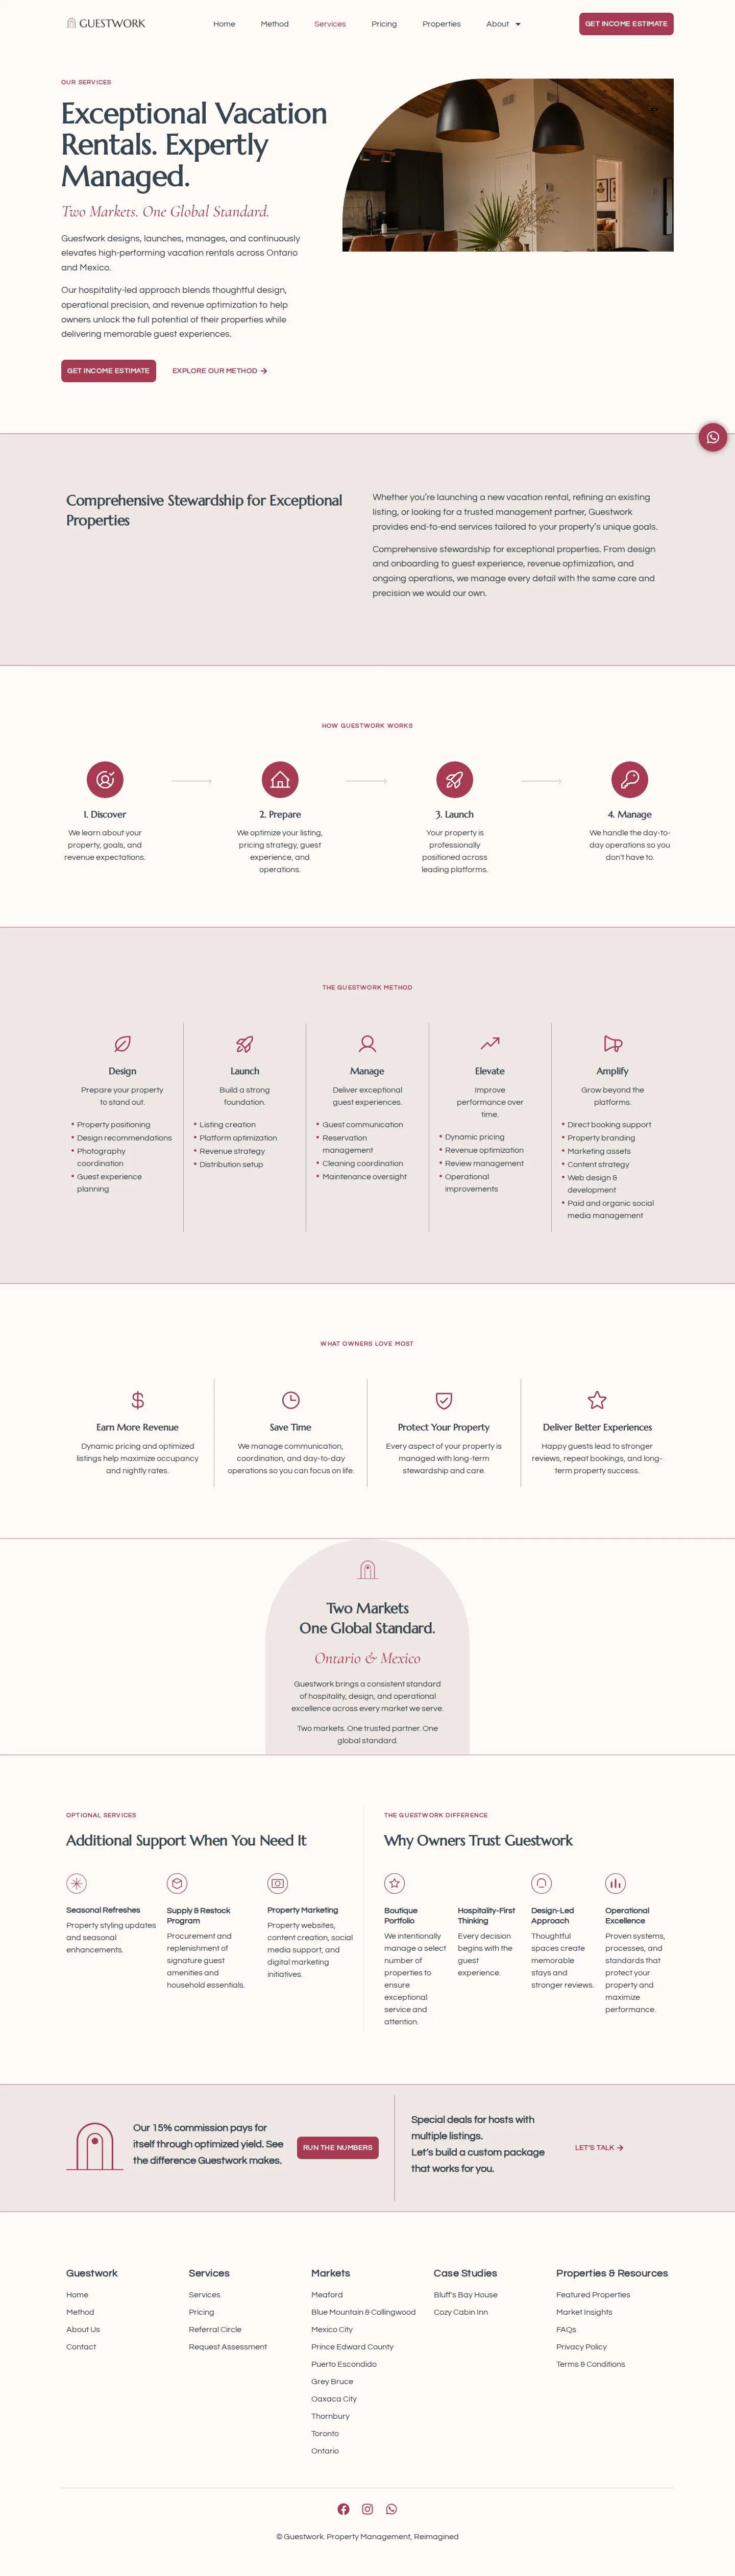 GUESTWORK
Home
Method
Services
Pricing
Properties
About
GET INCOME ESTIMATE
OUR SERVICES
Exceptional Vacation
Rentals. Expertly
Managed.
Two Markets. One Global Standard.
Guestwork designs, launches, manages, and continuously
elevates high-performing vacation rentals across Ontario
and Mexico.
Our hospitality-led approach blends thoughtful design,
operational precision, and revenue optimization to help
owners unlock the full potential of their properties while
delivering memorable guest experiences.
GET INCOME ESTIMATE
EXPLORE OUR METHOD
Comprehensive Stewardship for Exceptional
Properties
Whether you’re launching a new vacation rental, refining an existing
listing, or looking for a trusted management partner, Guestwork
provides end-to-end services tailored to your property’s unique goals.
Comprehensive stewardship for exceptional properties. From design
and onboarding to guest experience, revenue optimization, and
ongoing operations, we manage every detail with the same care and
precision we would our own.
HOW GUESTWORK WORKS
1. Discover
We learn about your
property, goals, and
revenue expectations.
2. Prepare
We optimize your listing,
pricing strategy, guest
experience, and
operations.
3. Launch
Your property is
professionally
positioned across
leading platforms.
4. Manage
We handle the day-to-
day operations so you
don't have to.
THE GUESTWORK METHOD
Design
Prepare your property
to stand out.
Property positioning
Design recommendations
Photography
coordination
Guest experience
planning
Launch
Build a strong
foundation.
Listing creation
Platform optimization
Revenue strategy
Distribution setup
Manage
Deliver exceptional
guest experiences.
Guest communication
Reservation
management
Cleaning coordination
Maintenance oversight
Elevate
Improve
performance over
time.
Dynamic pricing
Revenue optimization
Review management
Operational
improvements
Amplify
Grow beyond the
platforms.
Direct booking support
Property branding
Marketing assets
Content strategy
Web design &
development
Paid and organic social
media management
WHAT OWNERS LOVE MOST
Earn More Revenue
Dynamic pricing and optimized
listings help maximize occupancy
and nightly rates.
Save Time
We manage communication,
coordination, and day-to-day
operations so you can focus on life.
Protect Your Property
Every aspect of your property is
managed with long-term
stewardship and care.
Deliver Better Experiences
Happy guests lead to stronger
reviews, repeat bookings, and long-
term property success.
Two Markets
One Global Standard.
Ontario & Mexico
Guestwork brings a consistent standard
of hospitality, design, and operational
excellence across every market we serve.
Two markets. One trusted partner. One
global standard.
OPTIONAL SERVICES
Additional Support When You Need It
Seasonal Refreshes
Property styling updates
and seasonal
enhancements.
Supply & Restock
Program
Procurement and
replenishment of
signature guest
amenities and
household essentials.
Property Marketing
Property websites,
content creation, social
media support, and
digital marketing
initiatives.
THE GUESTWORK DIFFERENCE
Why Owners Trust Guestwork
Boutique
Portfolio
We intentionally
manage a select
number of
properties to
ensure
exceptional
service and
attention.
Hospitality-First
Thinking
Every decision
begins with the
guest
experience.
Design-Led
Approach
Thoughtful
spaces create
memorable
stays and
stronger reviews.
Operational
Excellence
Proven systems,
processes, and
standards that
protect your
property and
maximize
performance.
Our 15% commission pays for
itself through optimized yield. See
the difference Guestwork makes.
RUN THE NUMBERS
Special deals for hosts with
multiple listings.
Let’s build a custom package
that works for you.
LET'S TALK
Guestwork
Home
Method
About Us
Contact
Services
Services
Pricing
Referral Circle
Request Assessment
Markets
Meaford
Blue Mountain & Collingwood
Mexico City
Prince Edward County
Puerto Escondido
Grey Bruce
Oaxaca City
Thornbury
Toronto
Ontario
Case Studies
Bluff's Bay House
Cozy Cabin Inn
Properties & Resources
Featured Properties
Market Insights
FAQs
Privacy Policy
Terms & Conditions
© Guestwork. Property Management, Reimagined